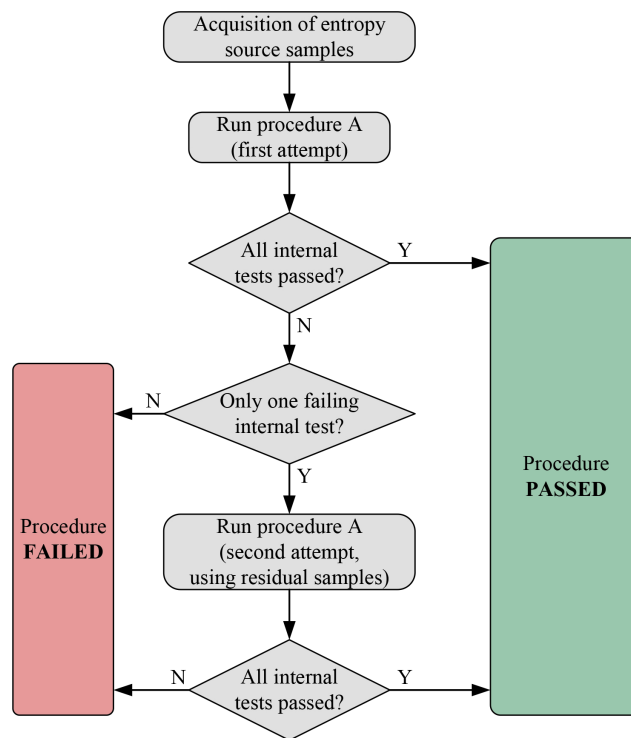 Acquisition of entropy
source samples
Run procedure A
(first attempt)
All internal
tests passed?
Y
N
Only one failing
internal test?
N
Y
Procedure
PASSED
Procedure
FAILED
Run procedure A
(second attempt,
using residual samples)
All internal
tests passed?
N
Y